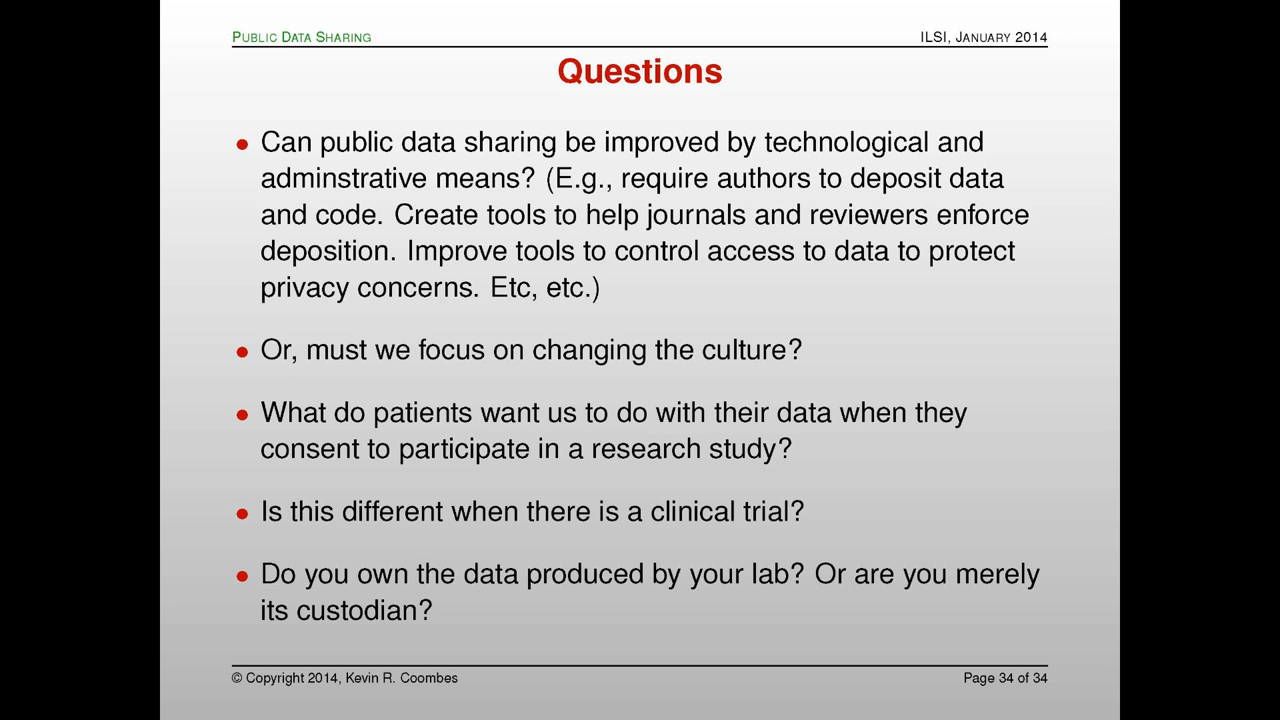 PUBLIC DATA SHARING
ILSI, JANUARY 2014
Questions
• Can public data sharing be improved by technological and
adminstrative means? (E.g., require authors to deposit data
and code. Create tools to help journals and reviewers enforce
deposition. Improve tools to control access to data to protect
privacy concerns. Etc, etc.)
• Or, must we focus on changing the culture?
• What do patients want us to do with their data when they
consent to participate in a research study?
• Is this different when there is a clinical trial?
• Do you own the data produced by your lab? Or are you merely
its custodian?
© Copyright 2014, Kevin R. Coombes
Page 34 of 34